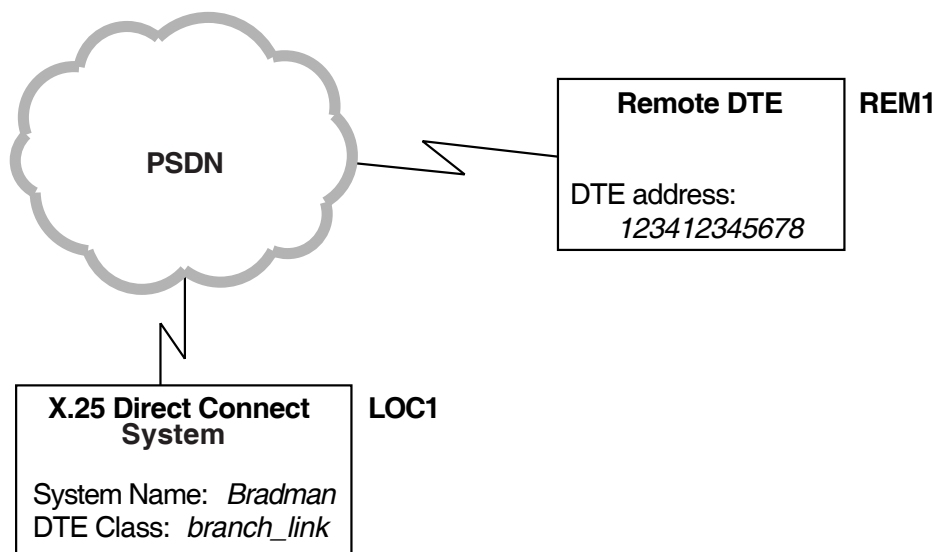 PSDN
Remote DTE
REM1
DTE address:
123412345678
X.25 Direct Connect
System
LOC1
System Name: Bradman
DTE Class: branch_link